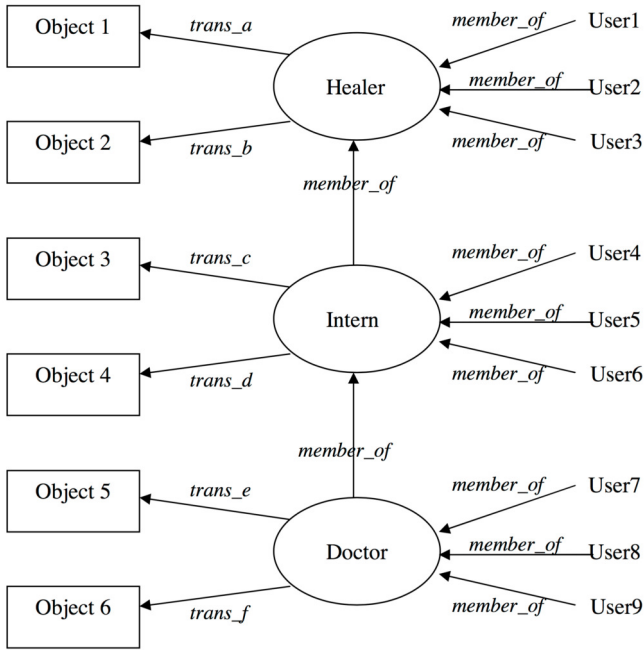 Object 1
trans_a
member_of
User1
Healer
member_of
User2
Object 2
trans_b
member_of
User3
member_of
Object 3
trans_c
member_of
User4
Intern
member_of
User5
Object 4
trans_d
member_of
User6
member_of
Object 5
trans_e
member_of
User7
Doctor
member_of
User8
Object 6
trans_f
member_of
User9